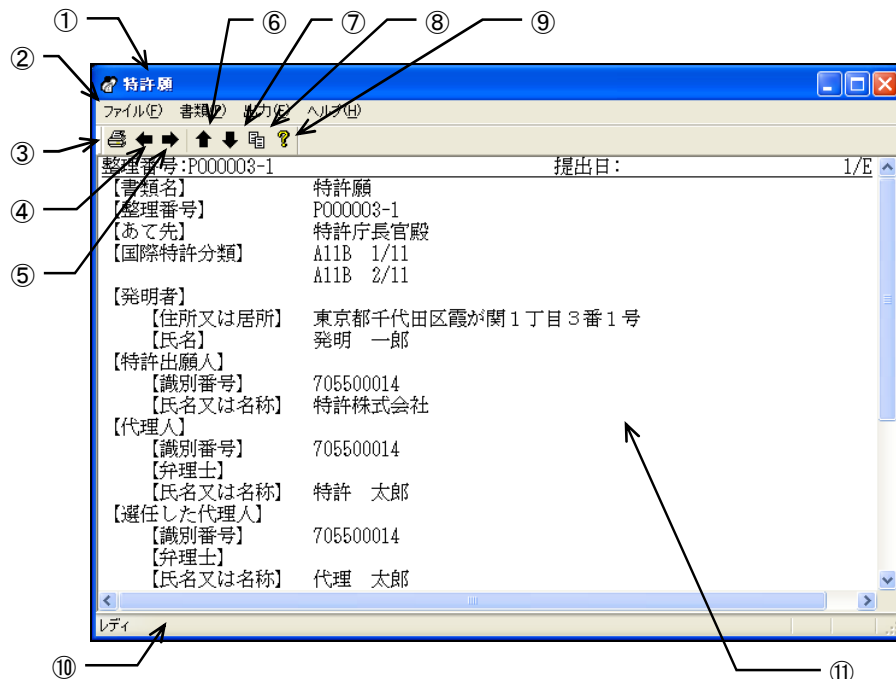 ① ⑥ ⑦ ⑧ ⑨
②
特許願
ファイル(F) 書類(P) 出力(E) ヘルプ(H)
③
整理番号:P000003-1 提出日: 1/E
【書類名】 特許願
④ 【整理番号】 P000003-1
【あて先】 特許庁長官殿
⑤ 【国際特許分類】 A11B 1/11
A11B 2/11
【発明者】
【住所又は居所】 東京都千代田区霞が関1丁目3番1号
【氏名】 発明 一郎
【特許出願人】
【識別番号】 705500014
【氏名又は名称】 特許株式会社
【代理人】
【識別番号】 705500014
【弁理士】
【氏名又は名称】 特許 太郎
【選任した代理人】
【識別番号】 705500014
【弁理士】
【氏名又は名称】 代理 太郎
レディ
⑩ ⑪